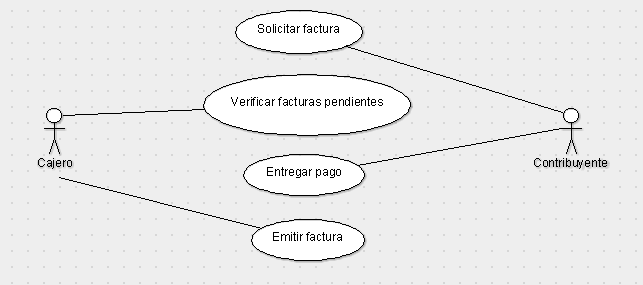 Solicitar factura
Verificar facturas pendientes
Cajero
Contribuyente
Entregar pago
Emitir factura